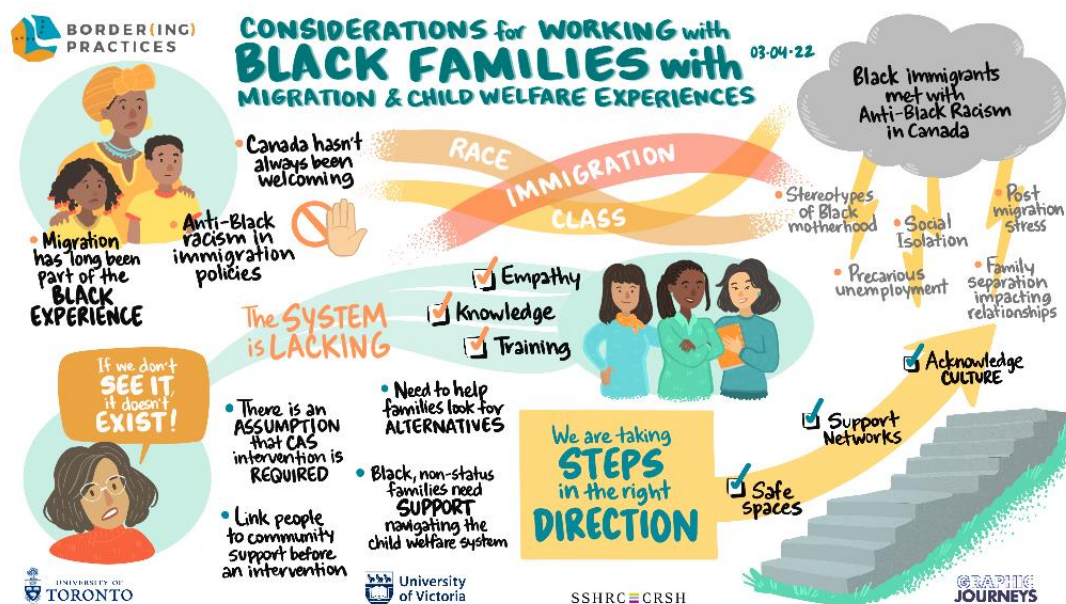 BORDER(ING)
PRACTICES
CONSIDERATIONS for WORKING with
BLACK FAMILIES with
MIGRATION & CHILD WELFARE EXPERIENCES
03·04·22
Black immigrants
met with
Anti-Black Racism
in Canada
• Canada hasn't
always been
welcoming
• Anti-Black
racism in
immigration
policies
• Migration
has long been
part of the
BLACK
EXPERIENCE
RACE
IMMIGRATION
CLASS
• Stereotypes
of Black
motherhood
• Social
Isolation
• Post
migration
stress
• Precarious
unemployment
• Family
separation
impacting
relationships
The SYSTEM
is LACKING
Empathy
Knowledge
Training
If we don't
SEE IT,
it doesn't
EXIST!
• There is an
ASSUMPTION
that CAS
intervention is
REQUIRED
• Link people
to community
support before
an intervention
• Need to help
families look for
ALTERNATIVES
• Black, non-status
families need
SUPPORT
navigating the
child welfare system
We are taking
STEPS
in the right
DIRECTION
Safe
spaces
Support
Networks
Acknowledge
CULTURE
UNIVERSITY OF
TORONTO
University
of Victoria
SSHRC CRSH
GRAPHIC
JOURNEYS